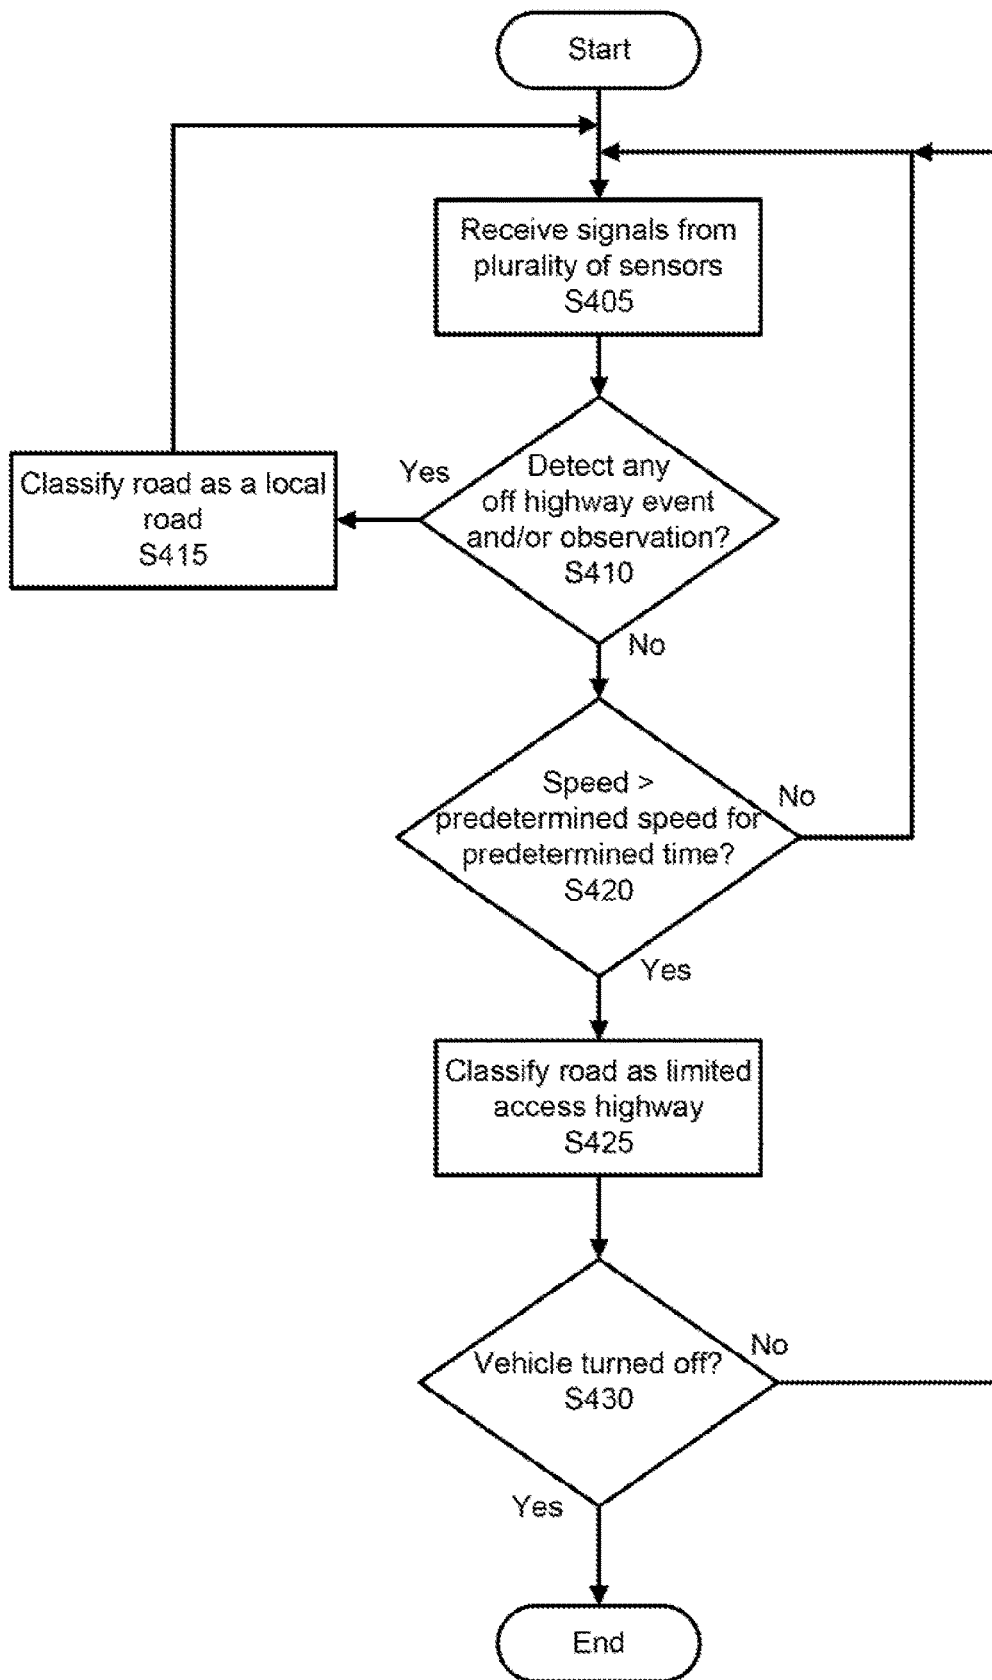 Start
Receive signals from
plurality of sensors
S405
Yes
Detect any
off highway event
and/or observation?
S410
Classify road as a local
road
S415
No
Speed >
predetermined speed for
predetermined time?
S420
No
Yes
Classify road as limited
access highway
S425
Vehicle turned off?
S430
No
Yes
End